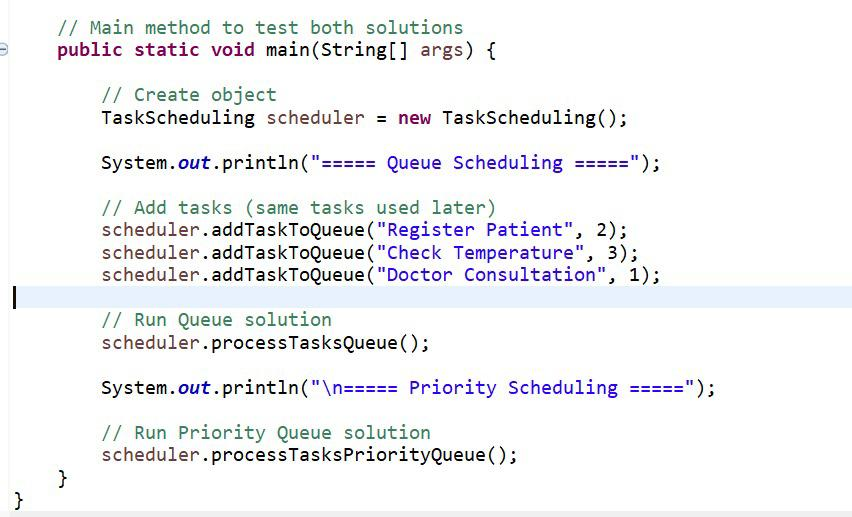 // Main method to test both solutions
public static void main(String[] args) {
// Create object
TaskScheduling scheduler = new TaskScheduling();
System.out.println("===== Queue Scheduling =====");
// Add tasks (same tasks used later)
scheduler.addTaskToQueue("Register Patient", 2);
scheduler.addTaskToQueue("Check Temperature", 3);
scheduler.addTaskToQueue("Doctor Consultation", 1);
// Run Queue solution
scheduler.processTasksQueue();
System.out.println("\n===== Priority Scheduling =====");
// Run Priority Queue solution
scheduler.processTasksPriorityQueue();
}
}